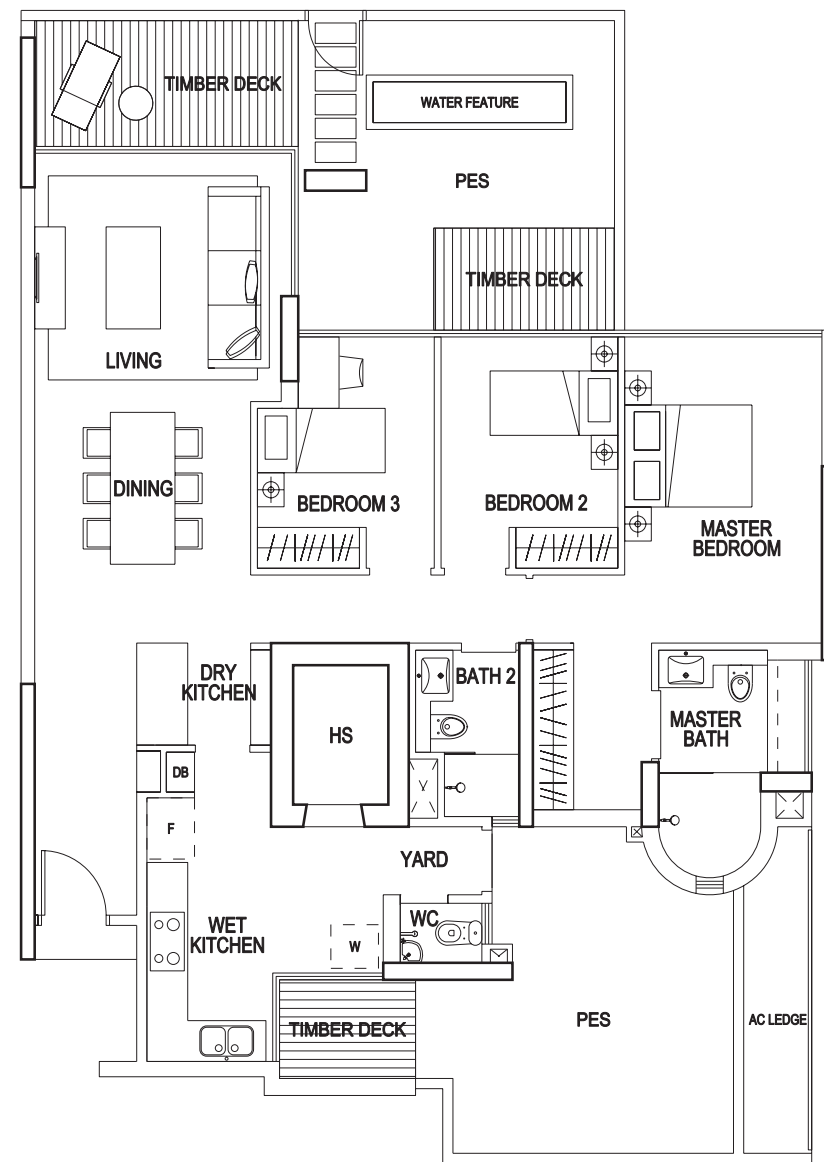 TIMBER DECK
WATER FEATURE
PES
TIMBER DECK
LIVING
DINING
BEDROOM 3
BEDROOM 2
MASTER
BEDROOM
DRY
KITCHEN
BATH 2
HS
MASTER
BATH
DB
F
YARD
WET
KITCHEN
WC
W
TIMBER DECK
PES
AC LEDGE